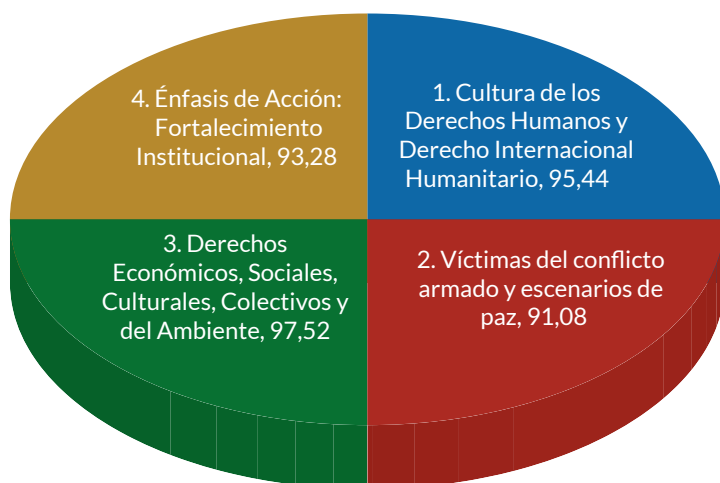 4. Énfasis de Acción:
Fortalecimiento
Institucional, 93,28
1. Cultura de los
Derechos Humanos y
Derecho Internacional
Humanitario, 95,44
3. Derechos
Económicos, Sociales,
Culturales, Colectivos y
del Ambiente, 97,52
2. Víctimas del conflicto
armado y escenarios de
paz, 91,08